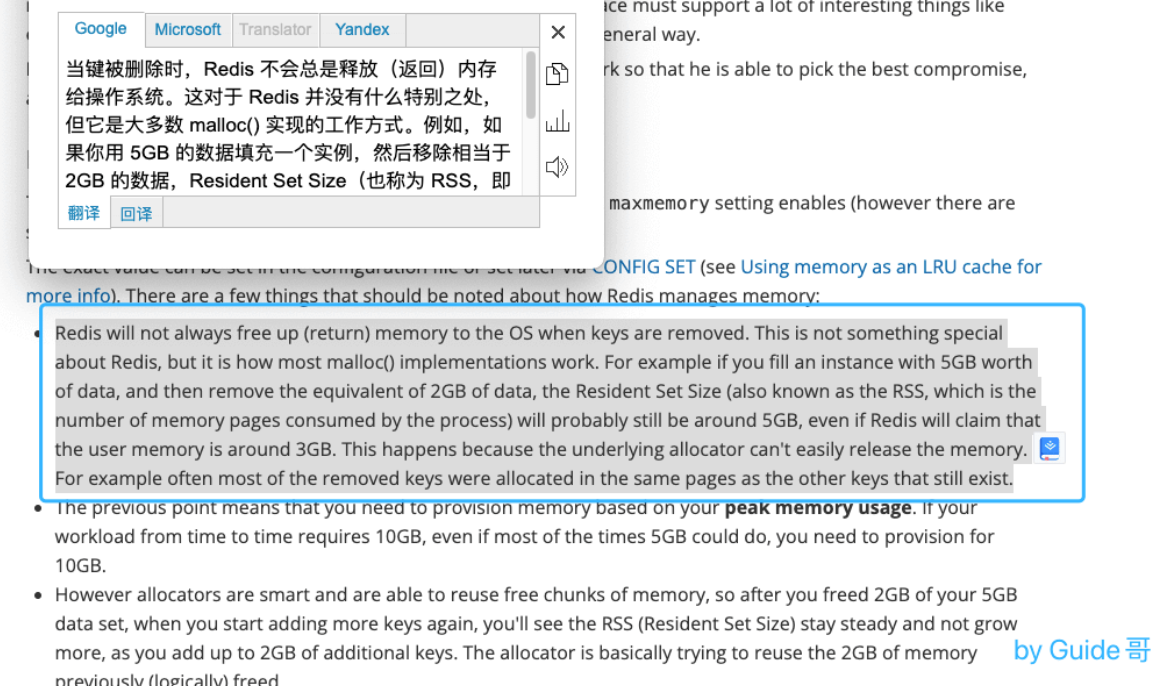 ace must support a lot of interesting things like
Google Microsoft Translator Yandex
eneral way.
当键被删除时，Redis 不会总是释放（返回）内存
rk so that he is able to pick the best compromise,
给操作系统。这对于 Redis 并没有什么特别之处，
但它是大多数 malloc() 实现的工作方式。例如，如
果你用 5GB 的数据填充一个实例，然后移除相当于
2GB 的数据，Resident Set Size（也称为 RSS，即
翻译 回译
maxmemory setting enables (however there are
The exact value can be set in the configuration file or set later via CONFIG SET (see Using memory as an LRU cache for
more info). There are a few things that should be noted about how Redis manages memory:
• Redis will not always free up (return) memory to the OS when keys are removed. This is not something special
about Redis, but it is how most malloc() implementations work. For example if you fill an instance with 5GB worth
of data, and then remove the equivalent of 2GB of data, the Resident Set Size (also known as the RSS, which is the
number of memory pages consumed by the process) will probably still be around 5GB, even if Redis will claim that
the user memory is around 3GB. This happens because the underlying allocator can't easily release the memory.
For example often most of the removed keys were allocated in the same pages as the other keys that still exist.
• The previous point means that you need to provision memory based on your peak memory usage. If your
workload from time to time requires 10GB, even if most of the times 5GB could do, you need to provision for
10GB.
• However allocators are smart and are able to reuse free chunks of memory, so after you freed 2GB of your 5GB
data set, when you start adding more keys again, you'll see the RSS (Resident Set Size) stay steady and not grow
more, as you add up to 2GB of additional keys. The allocator is basically trying to reuse the 2GB of memory
previously (logically) freed.
by Guide哥